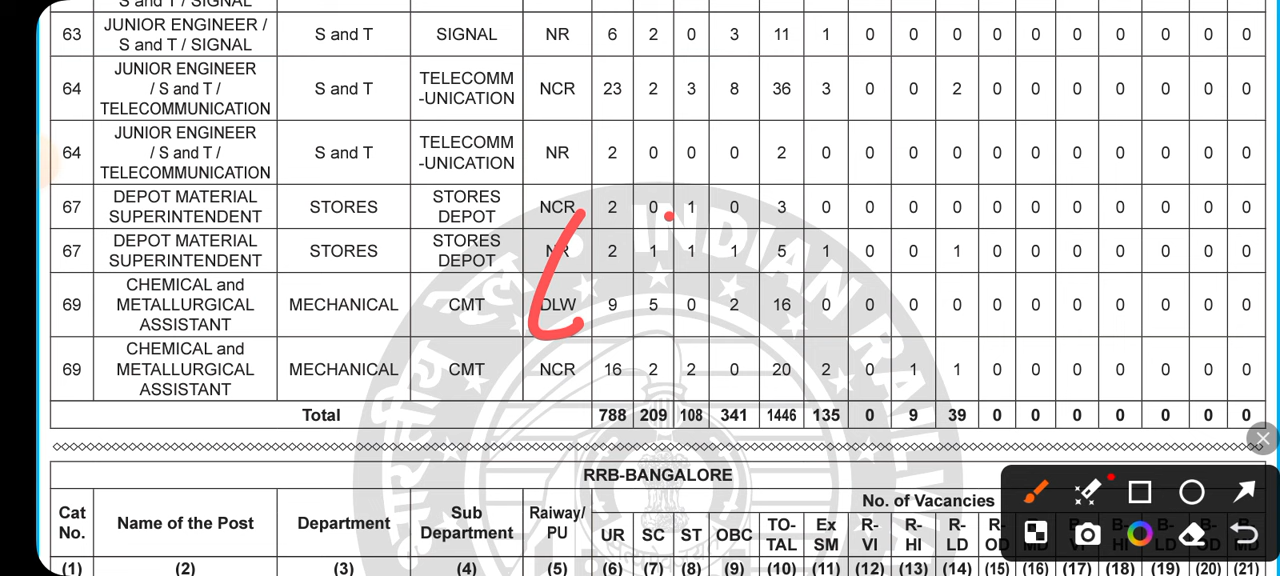 S and T / SIGNAL
63 JUNIOR ENGINEER / S and T / SIGNAL S and T SIGNAL NR 6 2 0 3 11 1 0 0 0 0 0 0 0 0 0 0
64 JUNIOR ENGINEER / S and T / TELECOMMUNICATION S and T TELECOMM -UNICATION NCR 23 2 3 8 36 3 0 0 2 0 0 0 0 0 0 0
64 JUNIOR ENGINEER / S and T / TELECOMMUNICATION S and T TELECOMM -UNICATION NR 2 0 0 0 2 0 0 0 0 0 0 0 0 0 0 0
67 DEPOT MATERIAL SUPERINTENDENT STORES STORES DEPOT NCR 2 0 1 0 3 0 0 0 0 0 0 0 0 0 0 0
67 DEPOT MATERIAL SUPERINTENDENT STORES STORES DEPOT NR 2 1 1 1 5 1 0 0 1 0 0 0 0 0 0 0
69 CHEMICAL and METALLURGICAL ASSISTANT MECHANICAL CMT DLW 9 5 0 2 16 0 0 0 0 0 0 0 0 0 0 0
69 CHEMICAL and METALLURGICAL ASSISTANT MECHANICAL CMT NCR 16 2 2 0 20 2 0 1 1 0 0 0 0 0 0 0
Total 788 209 108 341 1446 135 0 9 39 0 0 0 0 0 0 0
RRB-BANGALORE
Cat No. Name of the Post Department Sub Department Raiway/ PU No. of Vacancies
UR SC ST OBC TO- TAL Ex SM R- VI R- HI R- LD R- OD
(1) (2) (3) (4) (5) (6) (7) (8) (9) (10) (11) (12) (13) (14) (15) (16) (17) (18) (19) (20) (21)
INDIAN RAIL